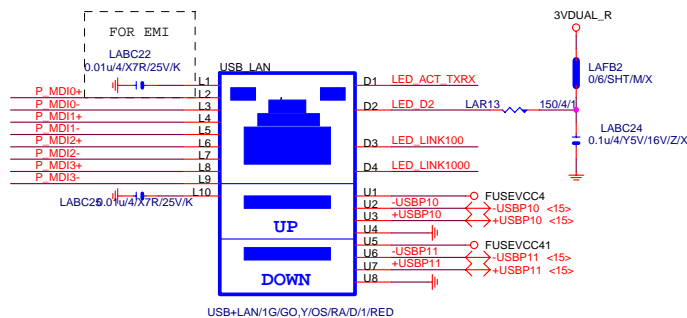 3VDUAL_R
FOR EMI
LABC22
0.01u/4/X7R/25V/K
USB_LAN
LAFB2
0/6/SHT/M/X
L1
D1 LED_ACT_TXRX
P_MDI0+ L2
P_MDI0- L3
D2 LED_D2 LAR13 150/4/1
P_MDI1+ L4
P_MDI1- L5
LABC24
0.1u/4/Y5V/16V/Z/X
P_MDI2+ L6
D3 LED_LINK100
P_MDI2- L7
P_MDI3+ L8
D4 LED_LINK1000
P_MDI3- L9
LABC25 0.01u/4/X7R/25V/K L10
U1 FUSEVCC4
U2 -USBP10 -USBP10 <15>
U3 +USBP10 +USBP10 <15>
UP
U4
U5 FUSEVCC41
U6 -USBP11 -USBP11 <15>
U7 +USBP11 +USBP11 <15>
DOWN
U8
USB+LAN/1G/GO,Y/OS/RA/D/1/RED